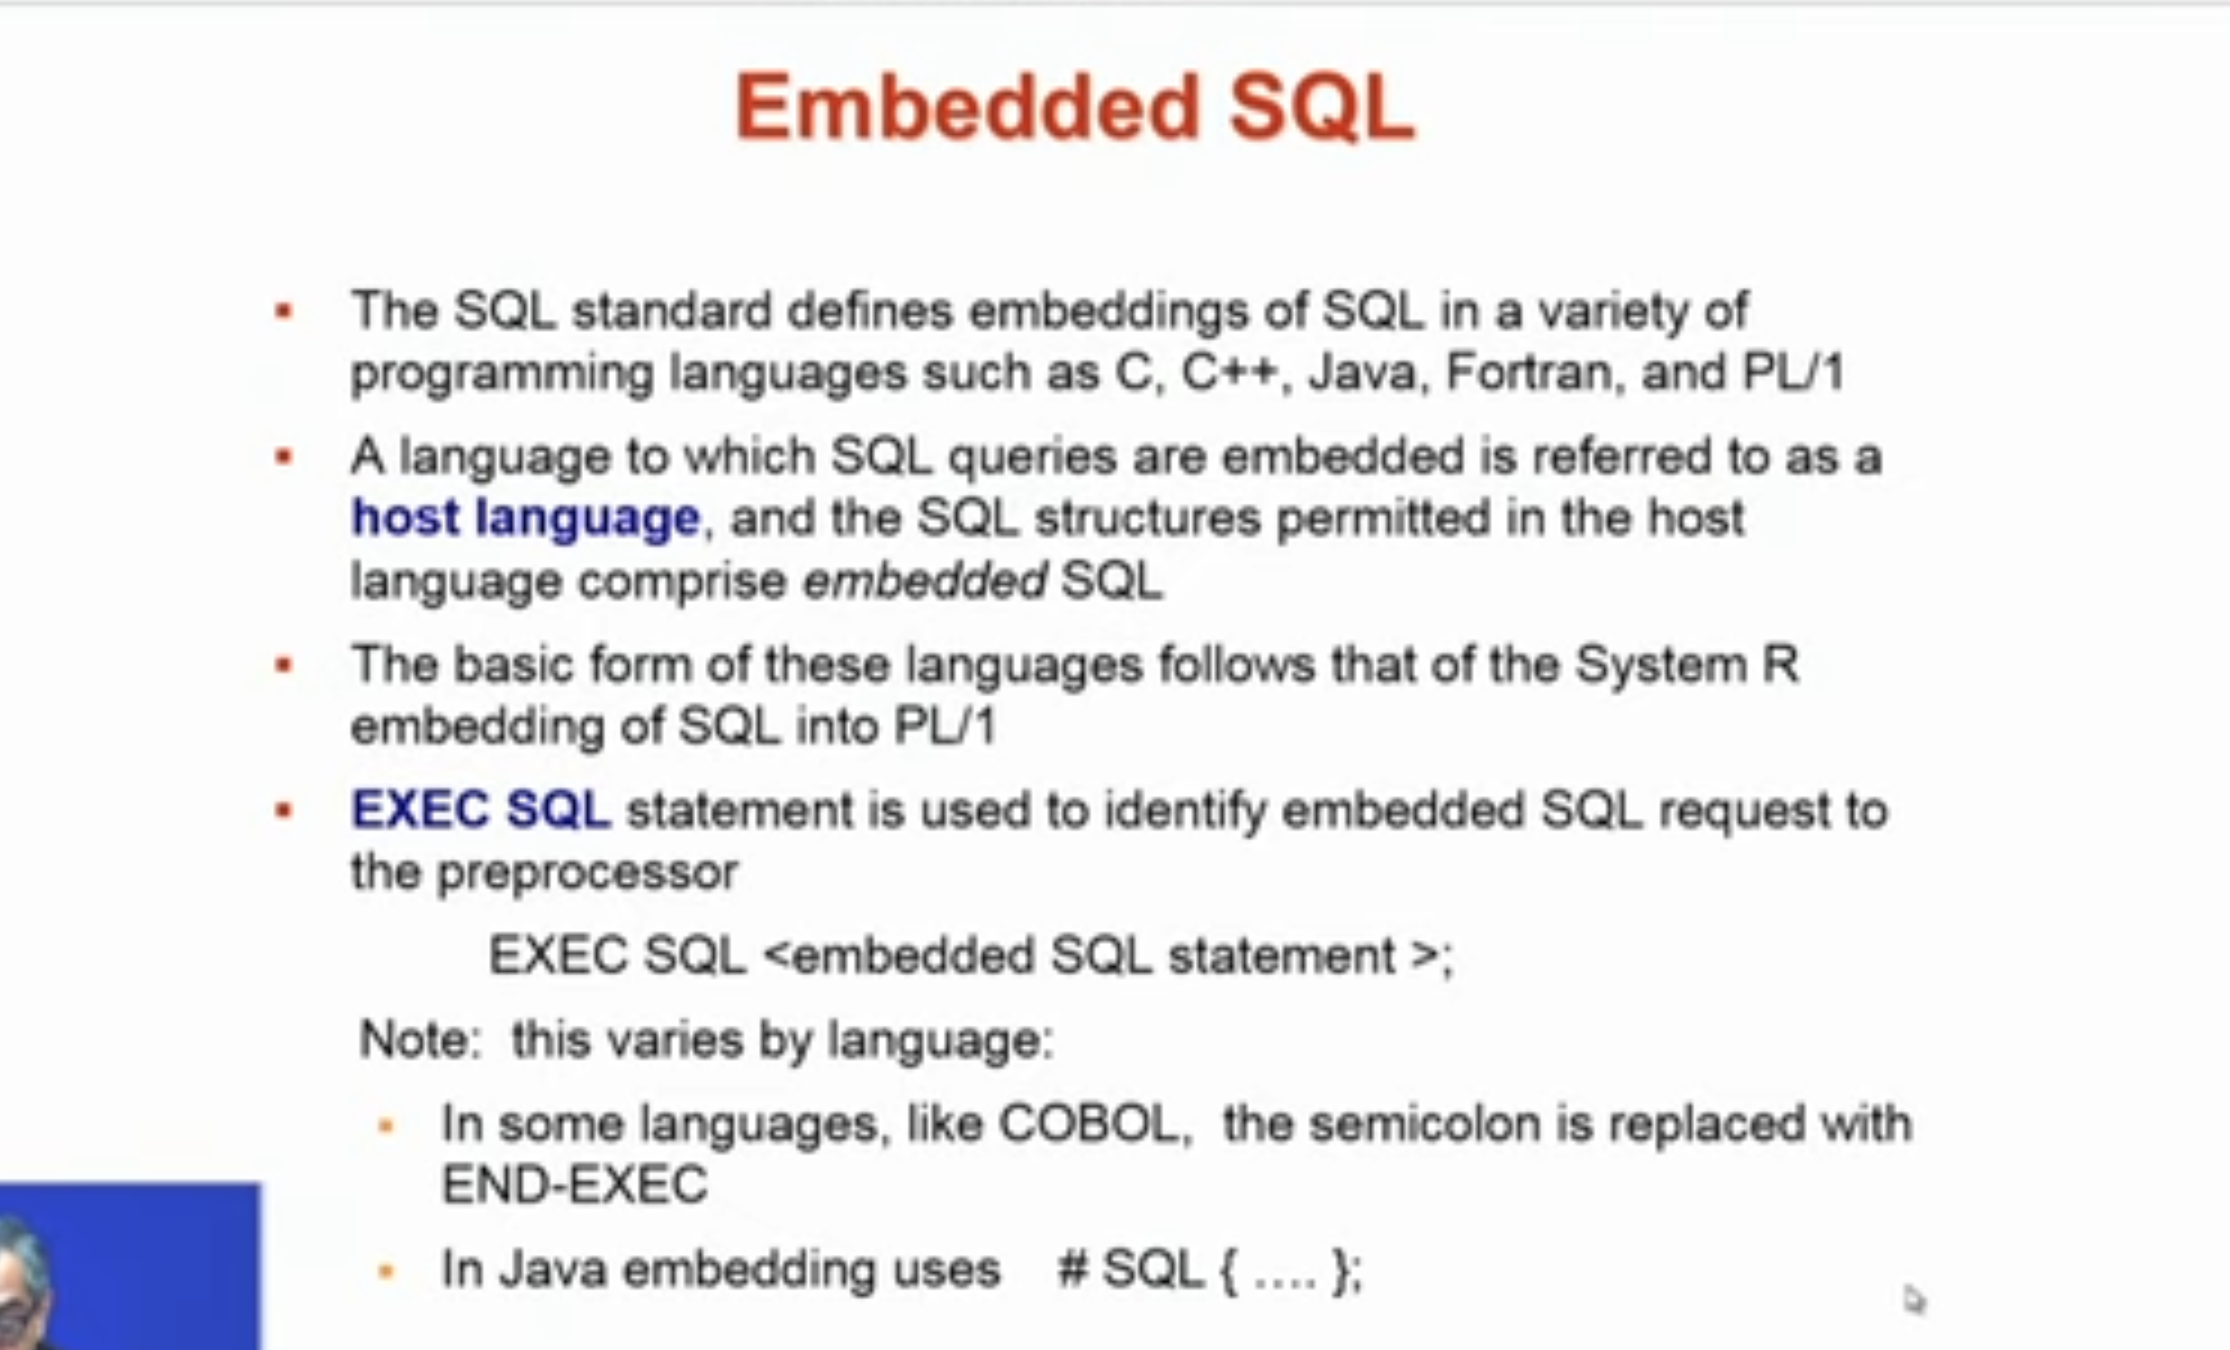 Embedded SQL
The SQL standard defines embeddings of SQL in a variety of
programming languages such as C, C++, Java, Fortran, and PL/1
A language to which SQL queries are embedded is referred to as a
host language, and the SQL structures permitted in the host
language comprise embedded SQL
The basic form of these languages follows that of the System R
embedding of SQL into PL/1
EXEC SQL statement is used to identify embedded SQL request to
the preprocessor
EXEC SQL <embedded SQL statement >;
Note: this varies by language:
In some languages, like COBOL, the semicolon is replaced with
END-EXEC
In Java embedding uses # SQL { .... };